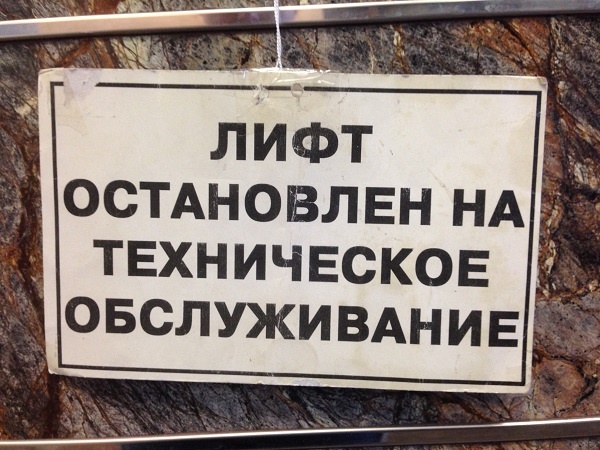 ЛИФТ
ОСТАНОВЛЕН НА
ТЕХНИЧЕСКОЕ
ОБСЛУЖИВАНИЕ